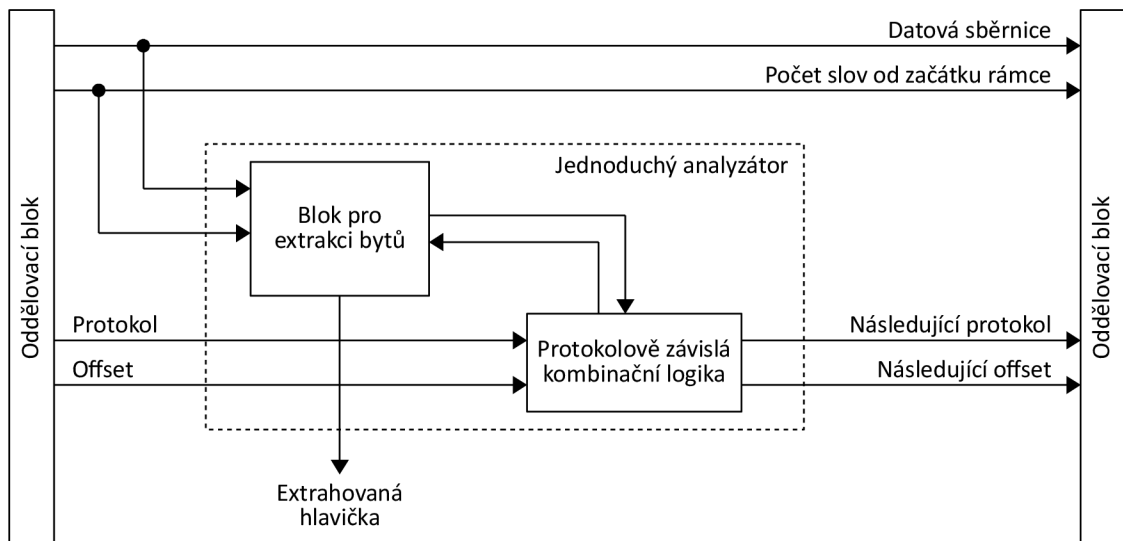 Oddělovací blok
Datová sběrnice
Počet slov od začátku rámce
Jednoduchý analyzátor
Blok pro
extrakci bytů
Protokol
Offset
Protokolově závislá
kombinační logika
Následující protokol
Následující offset
Extrahovaná
hlavička
Oddělovací blok